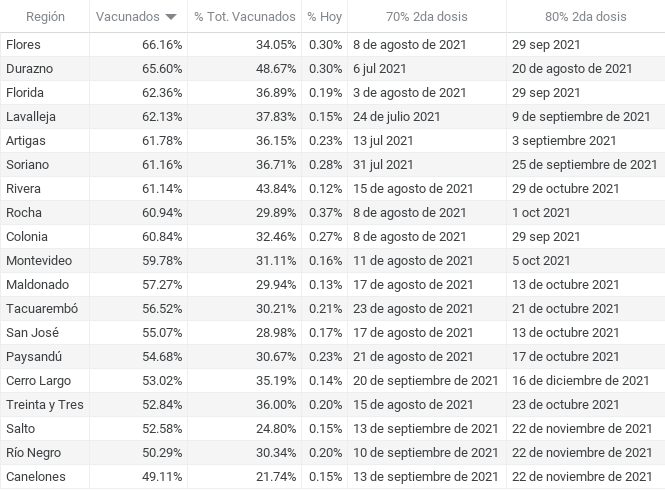 Región Vacunados % Tot. Vacunados % Hoy 70% 2da dosis 80% 2da dosis
Flores 66.16% 34.05% 0.30% 8 de agosto de 2021 29 sep 2021
Durazno 65.60% 48.67% 0.30% 6 jul 2021 20 de agosto de 2021
Florida 62.36% 36.89% 0.19% 3 de agosto de 2021 29 sep 2021
Lavalleja 62.13% 37.83% 0.15% 24 de julio 2021 9 de septiembre de 2021
Artigas 61.78% 36.15% 0.23% 13 jul 2021 3 septiembre 2021
Soriano 61.16% 36.71% 0.28% 31 jul 2021 25 de septiembre de 2021
Rivera 61.14% 43.84% 0.12% 15 de agosto de 2021 29 de octubre 2021
Rocha 60.94% 29.89% 0.37% 8 de agosto de 2021 1 oct 2021
Colonia 60.84% 32.46% 0.27% 8 de agosto de 2021 29 sep 2021
Montevideo 59.78% 31.11% 0.16% 11 de agosto de 2021 5 oct 2021
Maldonado 57.27% 29.94% 0.13% 17 de agosto de 2021 13 de octubre 2021
Tacuarembó 56.52% 30.21% 0.21% 23 de agosto de 2021 21 de octubre 2021
San José 55.07% 28.98% 0.17% 17 de agosto de 2021 13 de octubre 2021
Paysandú 54.68% 30.67% 0.23% 21 de agosto de 2021 17 de octubre 2021
Cerro Largo 53.02% 35.19% 0.14% 20 de septiembre de 2021 16 de diciembre de 2021
Treinta y Tres 52.84% 36.00% 0.20% 15 de agosto de 2021 23 de octubre 2021
Salto 52.58% 24.80% 0.15% 13 de septiembre de 2021 22 de noviembre de 2021
Río Negro 50.29% 30.34% 0.20% 10 de septiembre de 2021 22 de noviembre de 2021
Canelones 49.11% 21.74% 0.15% 13 de septiembre de 2021 22 de noviembre de 2021